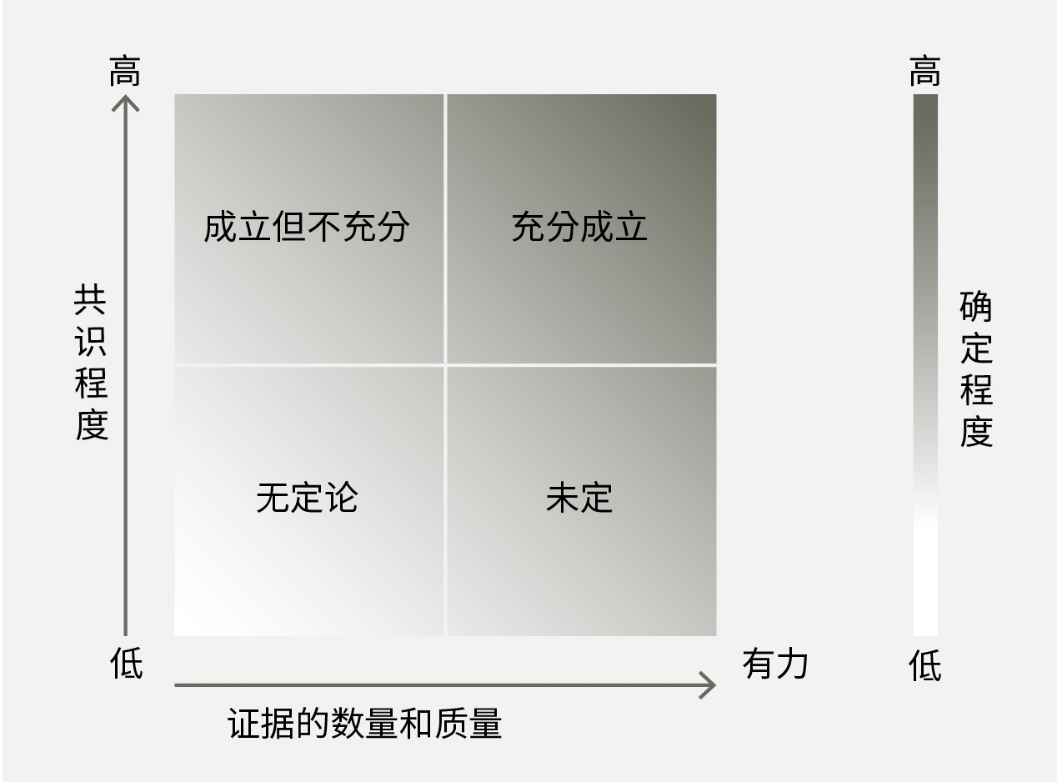 高
高
成立但不充分
充分成立
共识程度
确定程度
无定论
未定
低
有力
低
证据的数量和质量